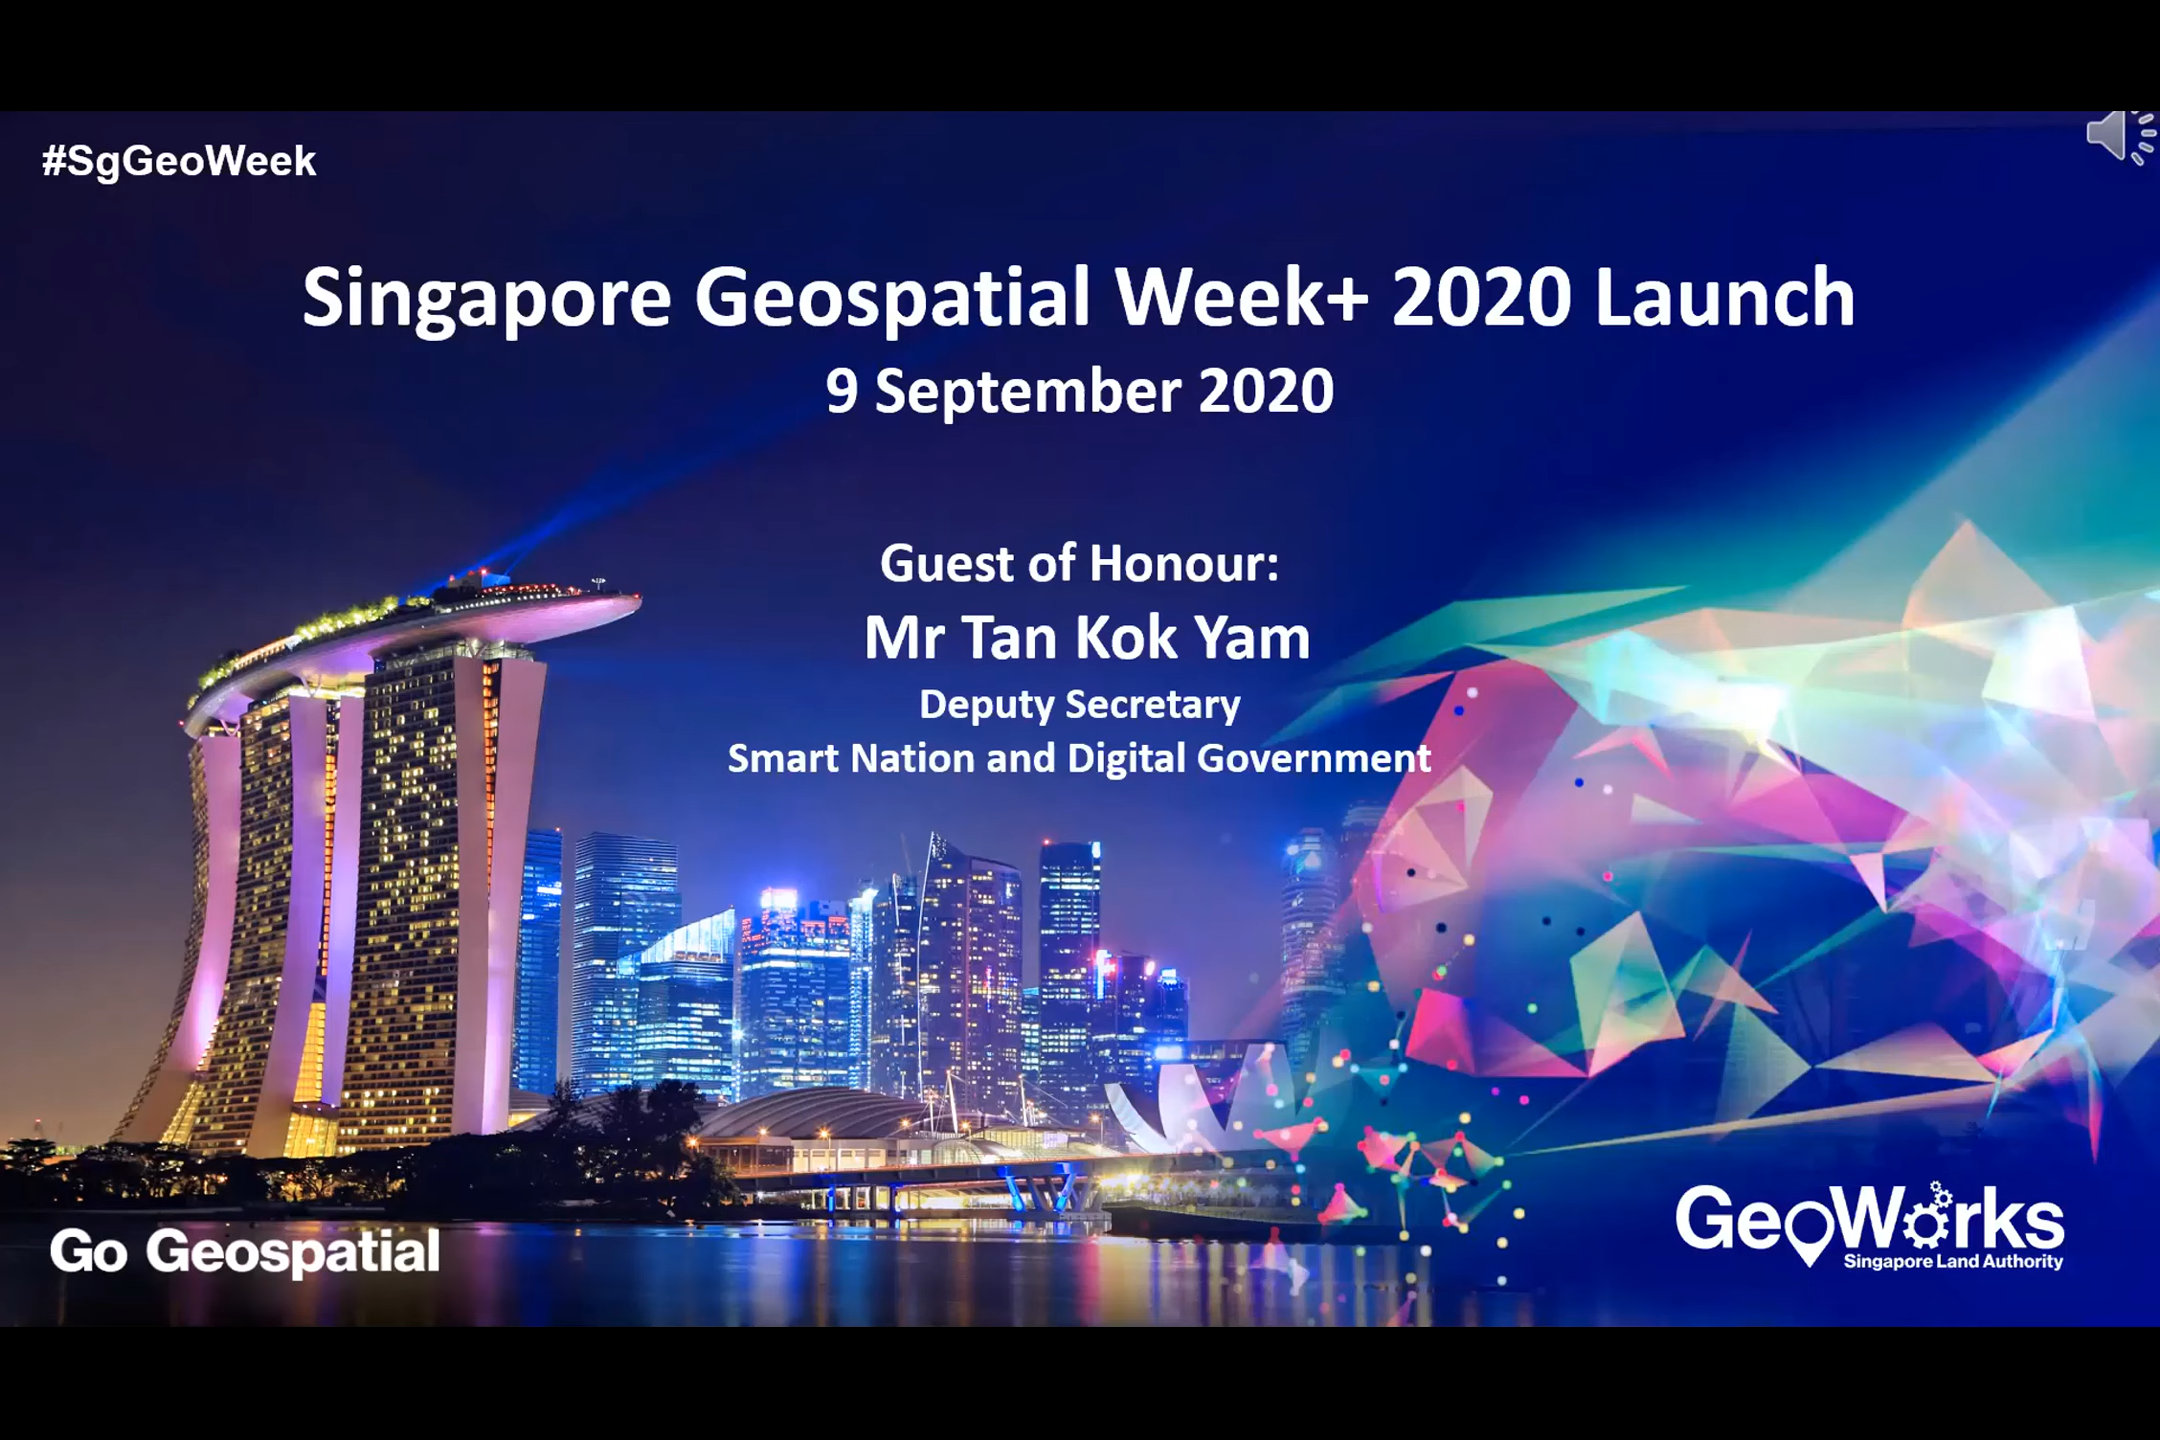 #SgGeoWeek
Singapore Geospatial Week+ 2020 Launch
9 September 2020
Guest of Honour:
Mr Tan Kok Yam
Deputy Secretary
Smart Nation and Digital Government
Go Geospatial
GeoWorks
Singapore Land Authority